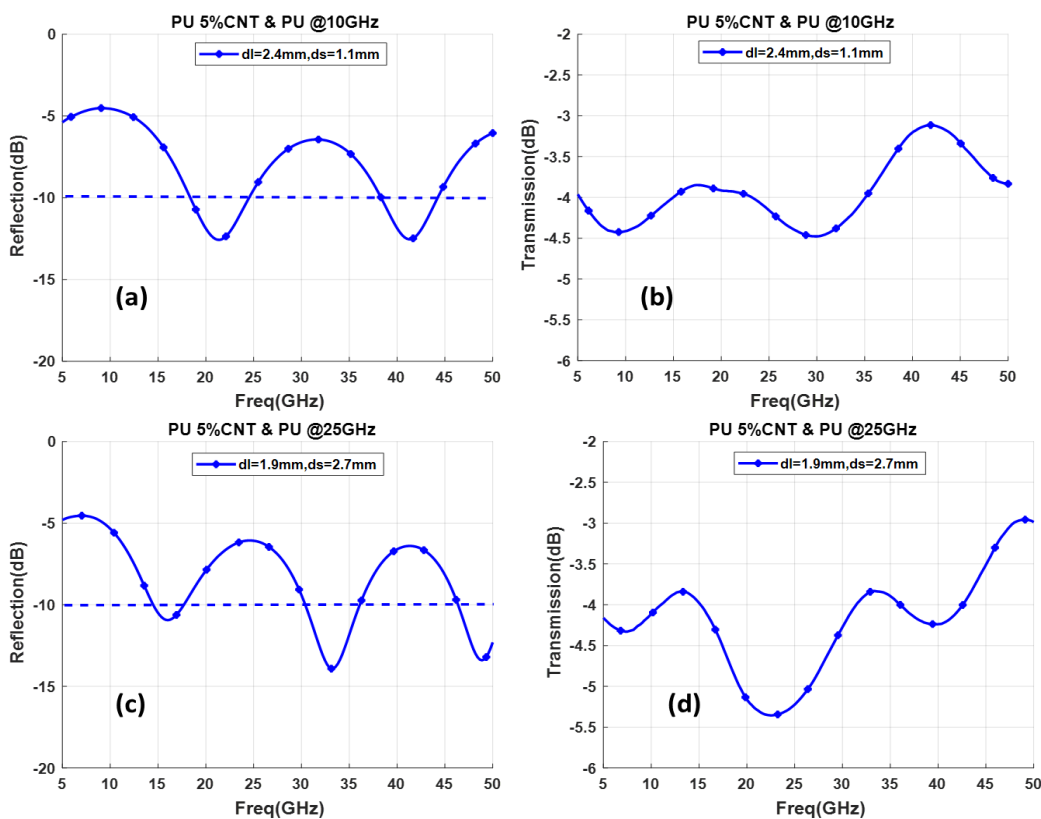 PU 5%CNT & PU @10GHz
0
-5
-10
-15
-20
Reflection(dB)
dl=2.4mm,ds=1.1mm
(a)
5 10 15 20 25 30 35 40 45 50
Freq(GHz)
PU 5%CNT & PU @10GHz
-2
-2.5
-3
-3.5
-4
-4.5
-5
-5.5
-6
Transmission(dB)
dl=2.4mm,ds=1.1mm
(b)
5 10 15 20 25 30 35 40 45 50
Freq(GHz)
PU 5%CNT & PU @25GHz
0
-5
-10
-15
-20
Reflection(dB)
dl=1.9mm,ds=2.7mm
(c)
5 10 15 20 25 30 35 40 45 50
Freq(GHz)
PU 5%CNT & PU @25GHz
-2
-2.5
-3
-3.5
-4
-4.5
-5
-5.5
-6
Transmission(dB)
dl=1.9mm,ds=2.7mm
(d)
5 10 15 20 25 30 35 40 45 50
Freq(GHz)